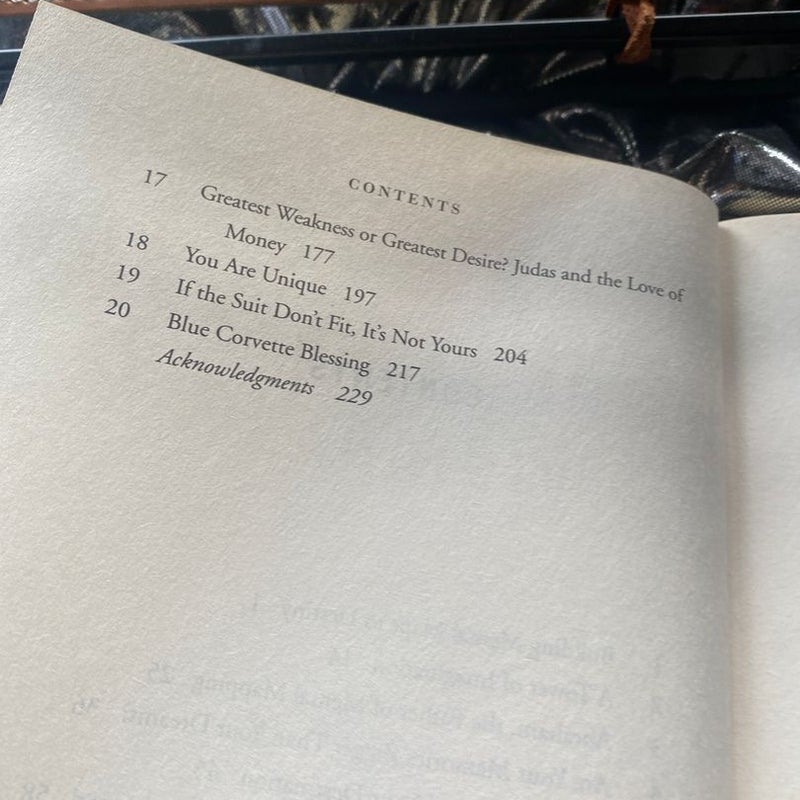 CONTENTS
17 Greatest Weakness or Greatest Desire? Judas and the Love of
Money 177
18 You Are Unique 197
19 If the Suit Don't Fit, It's Not Yours 204
20 Blue Corvette Blessing 217
Acknowledgments 229